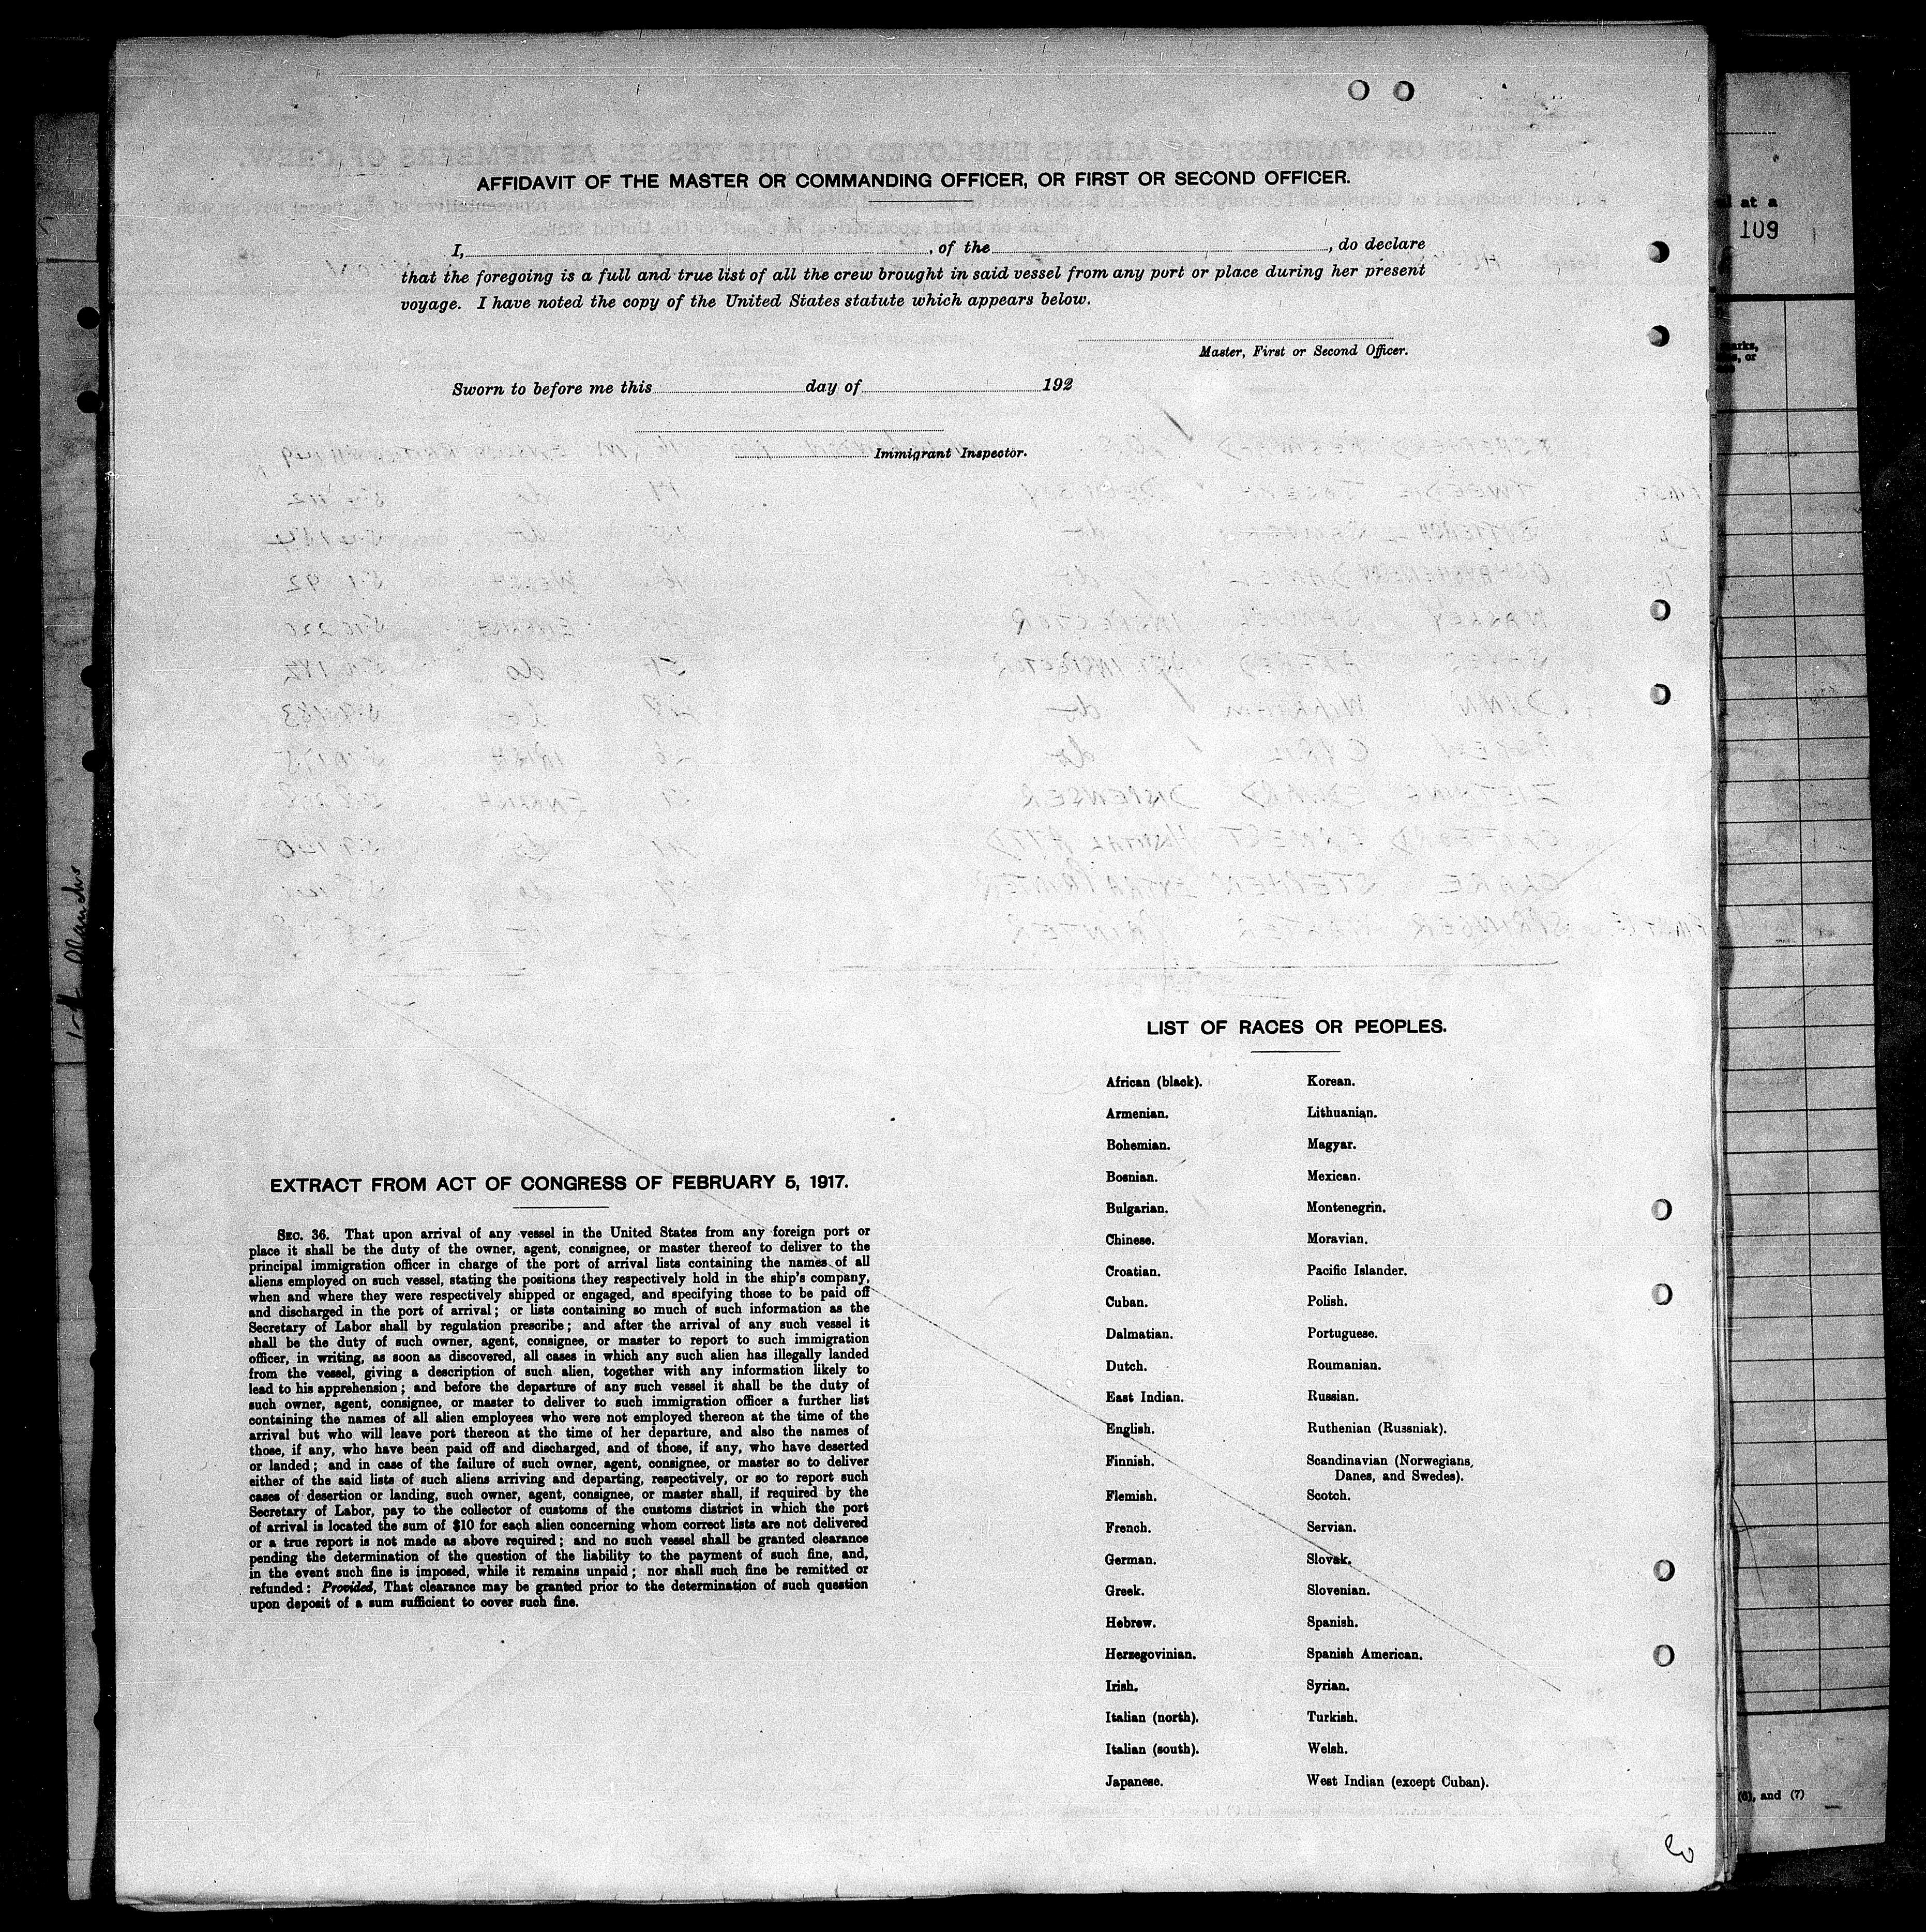 AFFIDAVIT OF THE MASTER OR COMMANDING OFFICER, OR FIRST OR SECOND OFFICER.
I, , of the , do declare
that the foregoing is a full and true list of all the crew brought in said vessel from any port or place during her present
voyage. I have noted the copy of the United States statute which appears below.
Master, First or Second Officer.
Sworn to before me this day of 192
Immigrant Inspector.
EXTRACT FROM ACT OF CONGRESS OF FEBRUARY 5, 1917.
SEC. 36. That upon arrival of any vessel in the United States from any foreign port or
place it shall be the duty of the owner, agent, consignee, or master thereof to deliver to the
principal immigration officer in charge of the port of arrival lists containing the names of all
aliens employed on such vessel, stating the positions they respectively hold in the ship's company,
when and where they were respectively shipped or engaged, and specifying those to be paid off
and discharged in the port of arrival; or lists containing so much of such information as the
Secretary of Labor shall by regulation prescribe; and after the arrival of any such vessel it
shall be the duty of such owner, agent, consignee, or master to report to such immigration
officer, in writing, as soon as discovered, all cases in which any such alien has illegally landed
from the vessel, giving a description of such alien, together with any information likely to
lead to his apprehension; and before the departure of any such vessel it shall be the duty of
such owner, agent, consignee, or master to deliver to such immigration officer a further list
containing the names of all alien employees who were not employed thereon at the time of the
arrival but who will leave port thereon at the time of her departure, and also the names of
those, if any, who have been paid off and discharged, and of those, if any, who have deserted
or landed; and in case of the failure of such owner, agent, consignee, or master so to deliver
either of the said lists of such aliens arriving and departing, respectively, or so to report such
cases of desertion or landing, such owner, agent, consignee, or master shall, if required by the
Secretary of Labor, pay to the collector of customs of the customs district in which the port
of arrival is located the sum of $10 for each alien concerning whom correct lists are not delivered
or a true report is not made as above required; and no such vessel shall be granted clearance
pending the determination of the question of the liability to the payment of such fine, and,
in the event such fine is imposed, while it remains unpaid; nor shall such fine be remitted or
refunded: Provided, That clearance may be granted prior to the determination of such question
upon deposit of a sum sufficient to cover such fine.
LIST OF RACES OR PEOPLES.
African (black).
Armenian.
Bohemian.
Bosnian.
Bulgarian.
Chinese.
Croatian.
Cuban.
Dalmatian.
Dutch.
East Indian.
English.
Finnish.
Flemish.
French.
German.
Greek.
Hebrew.
Herzegovinian.
Irish.
Italian (north).
Italian (south).
Japanese.
Korean.
Lithuanian.
Magyar.
Mexican.
Montenegrin.
Moravian.
Pacific Islander.
Polish.
Portuguese.
Roumanian.
Russian.
Ruthenian (Russniak).
Scandinavian (Norwegians,
Danes, and Swedes).
Scotch.
Servian.
Slovak.
Slovenian.
Spanish.
Spanish American.
Syrian.
Turkish.
Welsh.
West Indian (except Cuban).
at a
109
or
and (7)